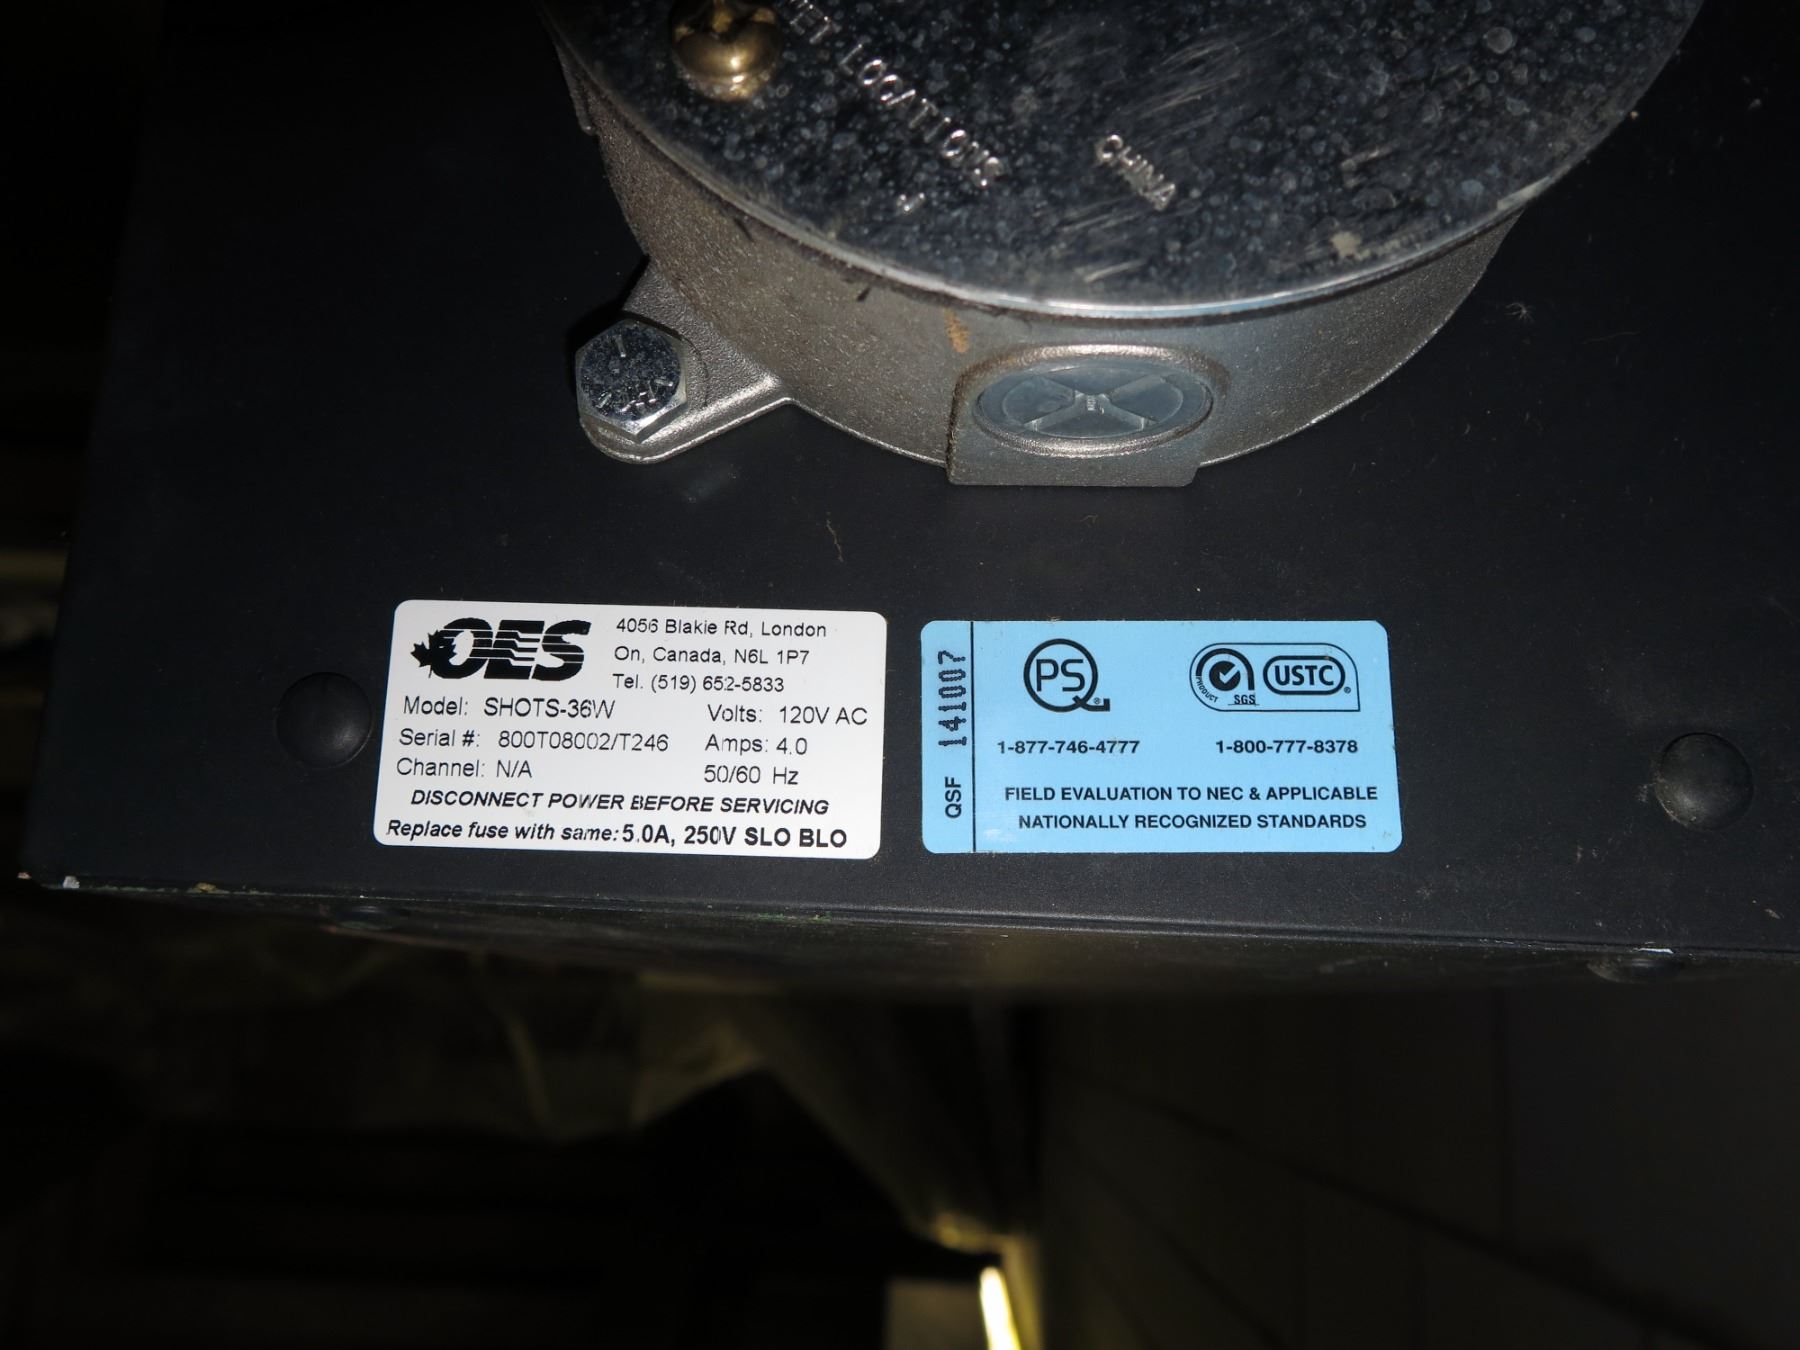 ET LOCATIONS
CHINA
OES
4056 Blakie Rd, London
On, Canada, N6L 1P7
Tel. (519) 652-5833
Model: SHOTS-36W Volts: 120V AC
Serial #: 800T08002/T246 Amps: 4.0
Channel: N/A 50/60 Hz
DISCONNECT POWER BEFORE SERVICING
Replace fuse with same: 5.0A, 250V SLO BLO
QSF 141007
PSQ ®
PRODUCT SGS USTC ®
1-877-746-4777 1-800-777-8378
FIELD EVALUATION TO NEC & APPLICABLE
NATIONALLY RECOGNIZED STANDARDS